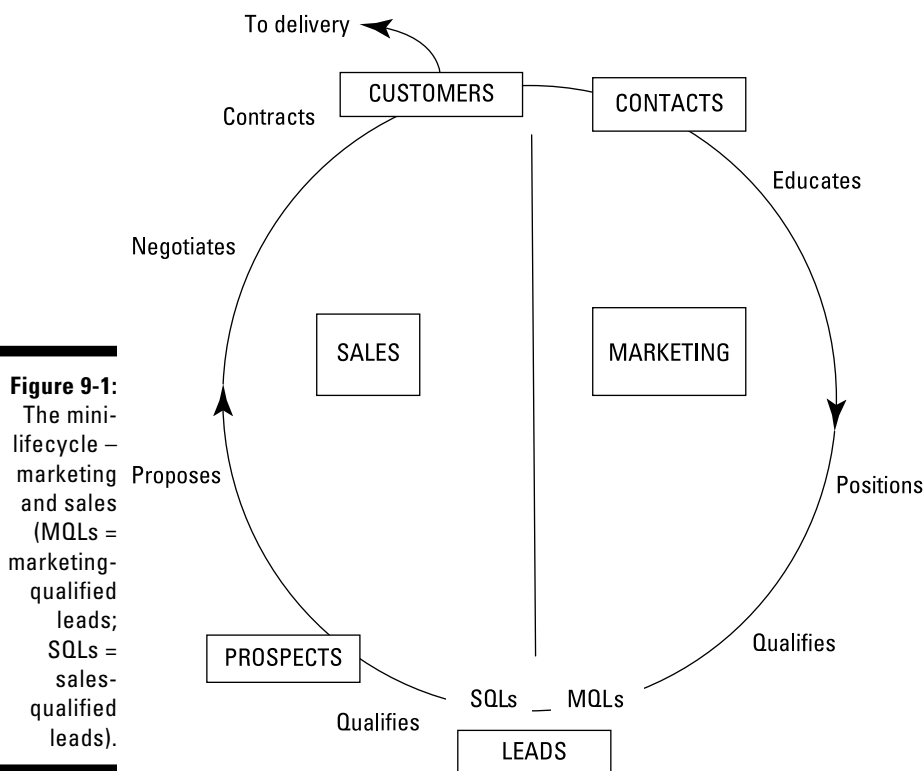 To delivery
CUSTOMERS
CONTACTS
Contracts
Educates
Negotiates
SALES
MARKETING
Figure 9-1:
The mini-
lifecycle –
marketing
and sales
(MQLs =
marketing-
qualified
leads;
SQLs =
sales-
qualified
leads).
Proposes
Positions
Qualifies
PROSPECTS
SQLs
MQLs
Qualifies
LEADS